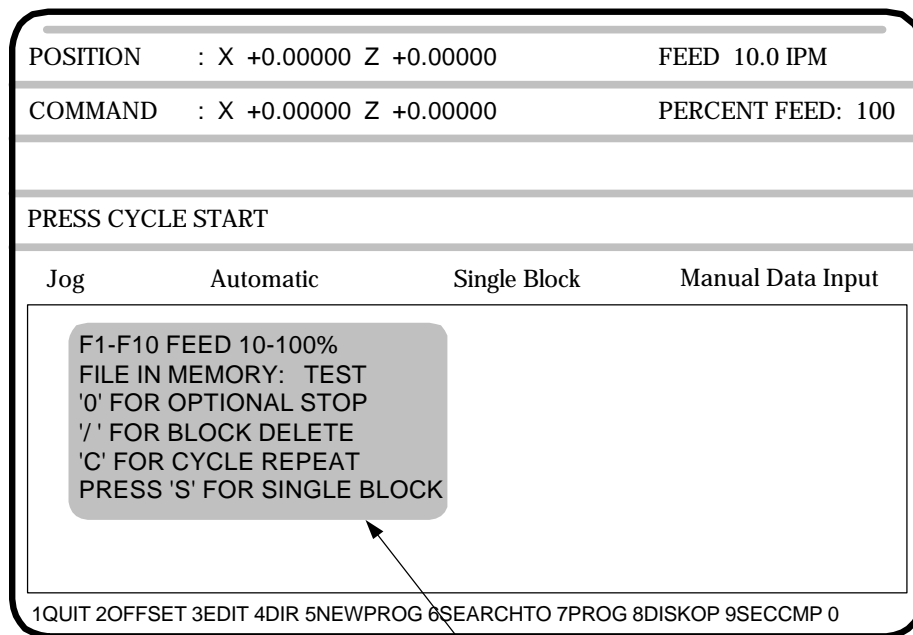 POSITION : X +0.00000 Z +0.00000 FEED 10.0 IPM
COMMAND : X +0.00000 Z +0.00000 PERCENT FEED: 100
PRESS CYCLE START
Jog Automatic Single Block Manual Data Input
F1-F10 FEED 10-100%
FILE IN MEMORY: TEST
'0' FOR OPTIONAL STOP
'/ ' FOR BLOCK DELETE
'C' FOR CYCLE REPEAT
PRESS 'S' FOR SINGLE BLOCK
1QUIT 2OFFSET 3EDIT 4DIR 5NEWPROG 6SEARCHTO 7PROG 8DISKOP 9SECCMP 0